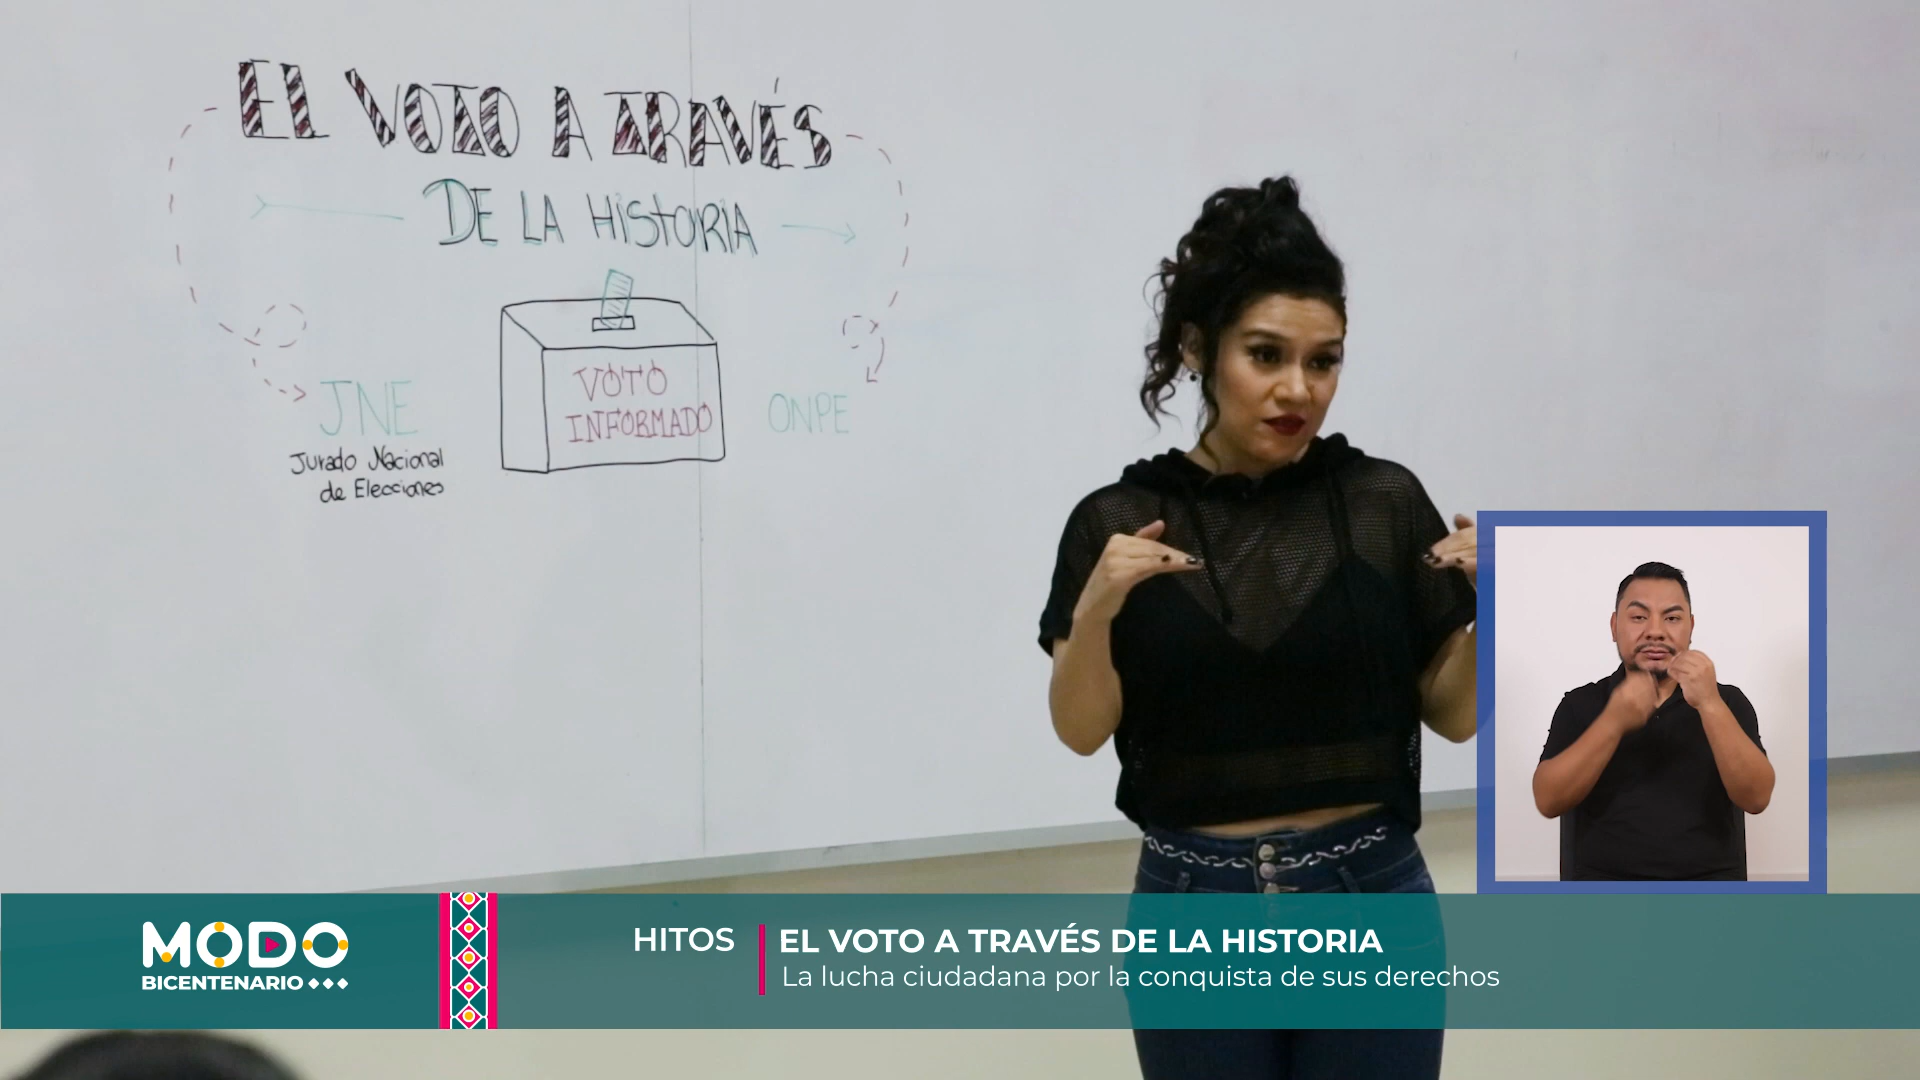 EL VOTO A TRAVÉS
DE LA HISTORIA
VOTO
INFORMADO
JNE
Jurado Nacional
de Elecciones
ONPE
MODO
BICENTENARIO
HITOS
EL VOTO A TRAVÉS DE LA HISTORIA
La lucha ciudadana por la conquista de sus derechos